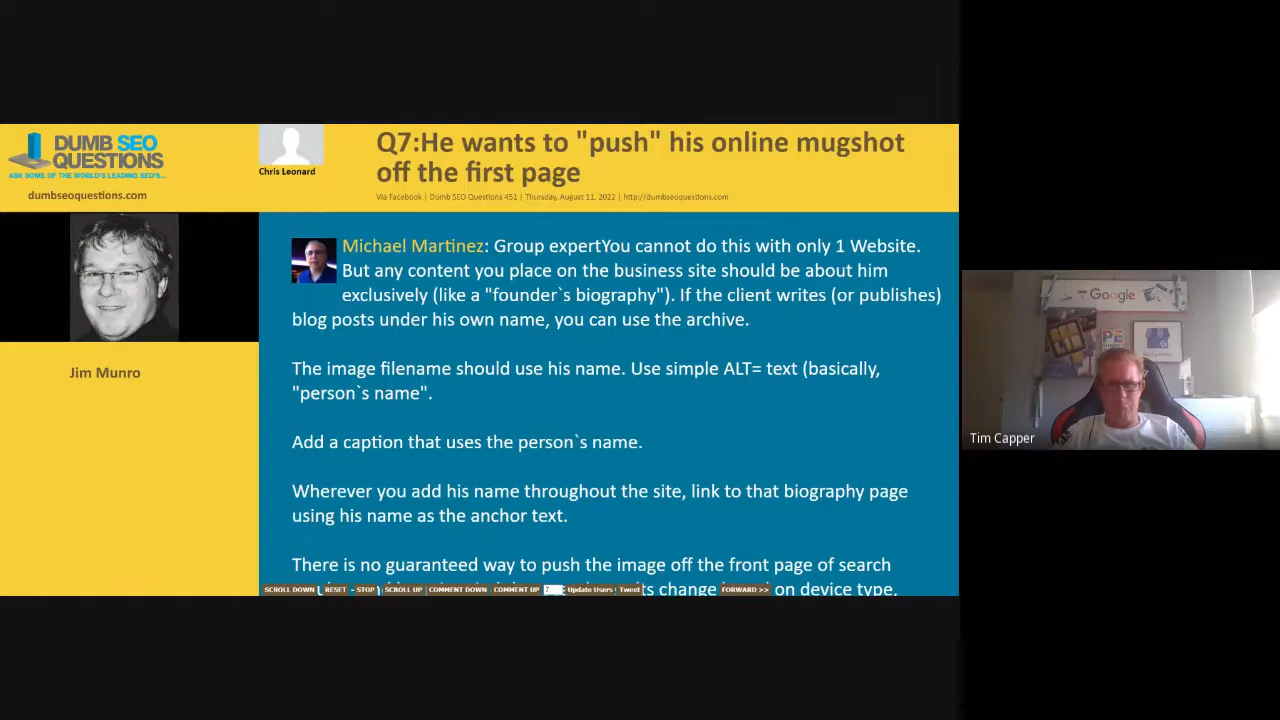 DUMB SEO
QUESTIONS
ASK SOME OF THE WORLD'S LEADING SEO'S...
dumbseoquestions.com
Chris Leonard
Q7:He wants to "push" his online mugshot
off the first page
Via Facebook | Dumb SEO Questions 451 | Thursday, August 11, 2022 | http://dumbseoquestions.com
Jim Munro
Michael Martinez: Group expertYou cannot do this with only 1 Website.
But any content you place on the business site should be about him
exclusively (like a "founder`s biography"). If the client writes (or publishes)
blog posts under his own name, you can use the archive.
The image filename should use his name. Use simple ALT= text (basically,
"person`s name".
Add a caption that uses the person`s name.
Wherever you add his name throughout the site, link to that biography page
using his name as the anchor text.
There is no guaranteed way to push the image off the front page of search
change on device type,
SCROLL DOWN RESET - STOP SCROLL UP COMMENT DOWN COMMENT UP 7 Update Users Tweet FORWARD >>
Google
Tim Capper